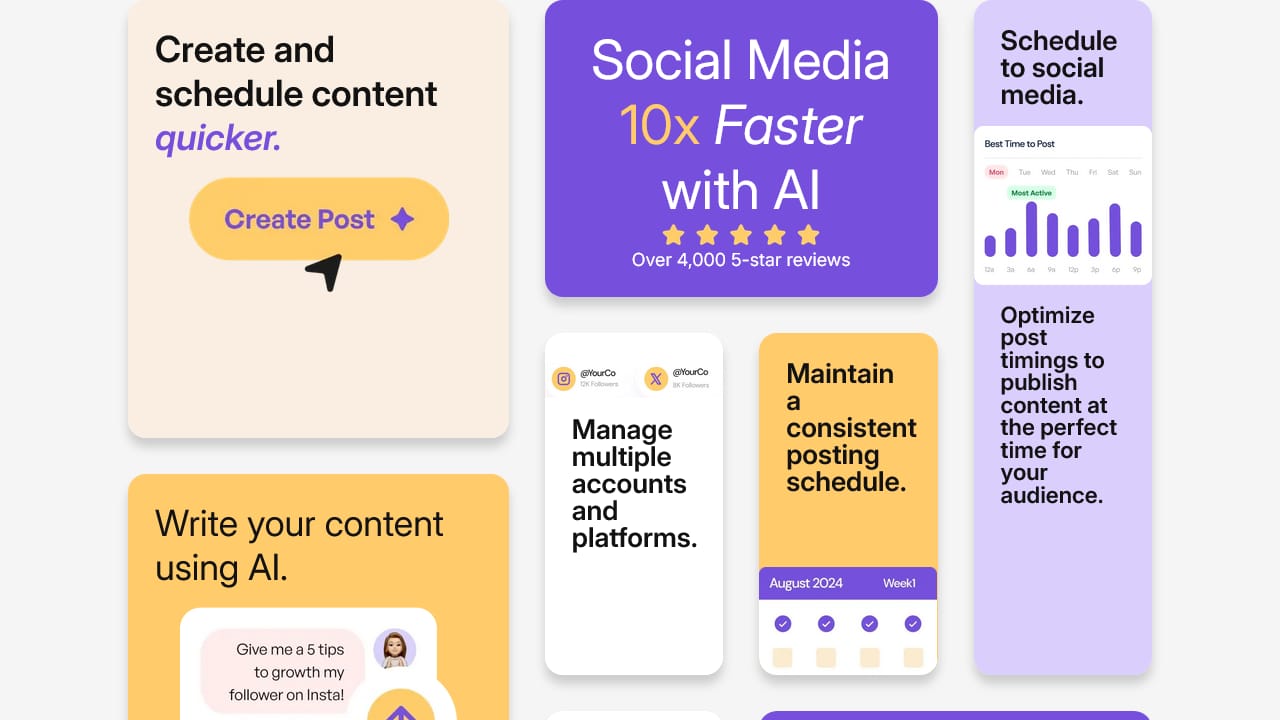 Create and
schedule content
quicker.
Create Post
Write your content
using AI.
Give me a 5 tips
to growth my
follower on Insta!
Social Media
10x Faster
with AI
Over 4,000 5-star reviews
@YourCo
12K Followers
@YourCo
8K Followers
Manage
multiple
accounts
and
platforms.
Maintain
a
consistent
posting
schedule.
August 2024 Week1
Schedule
to social
media.
Best Time to Post
Mon Tue Wed Thu Fri Sat Sun
Most Active
12a 3a 6a 9a 12p 3p 6p 9p
Optimize
post
timings to
publish
content at
the perfect
time for
your
audience.